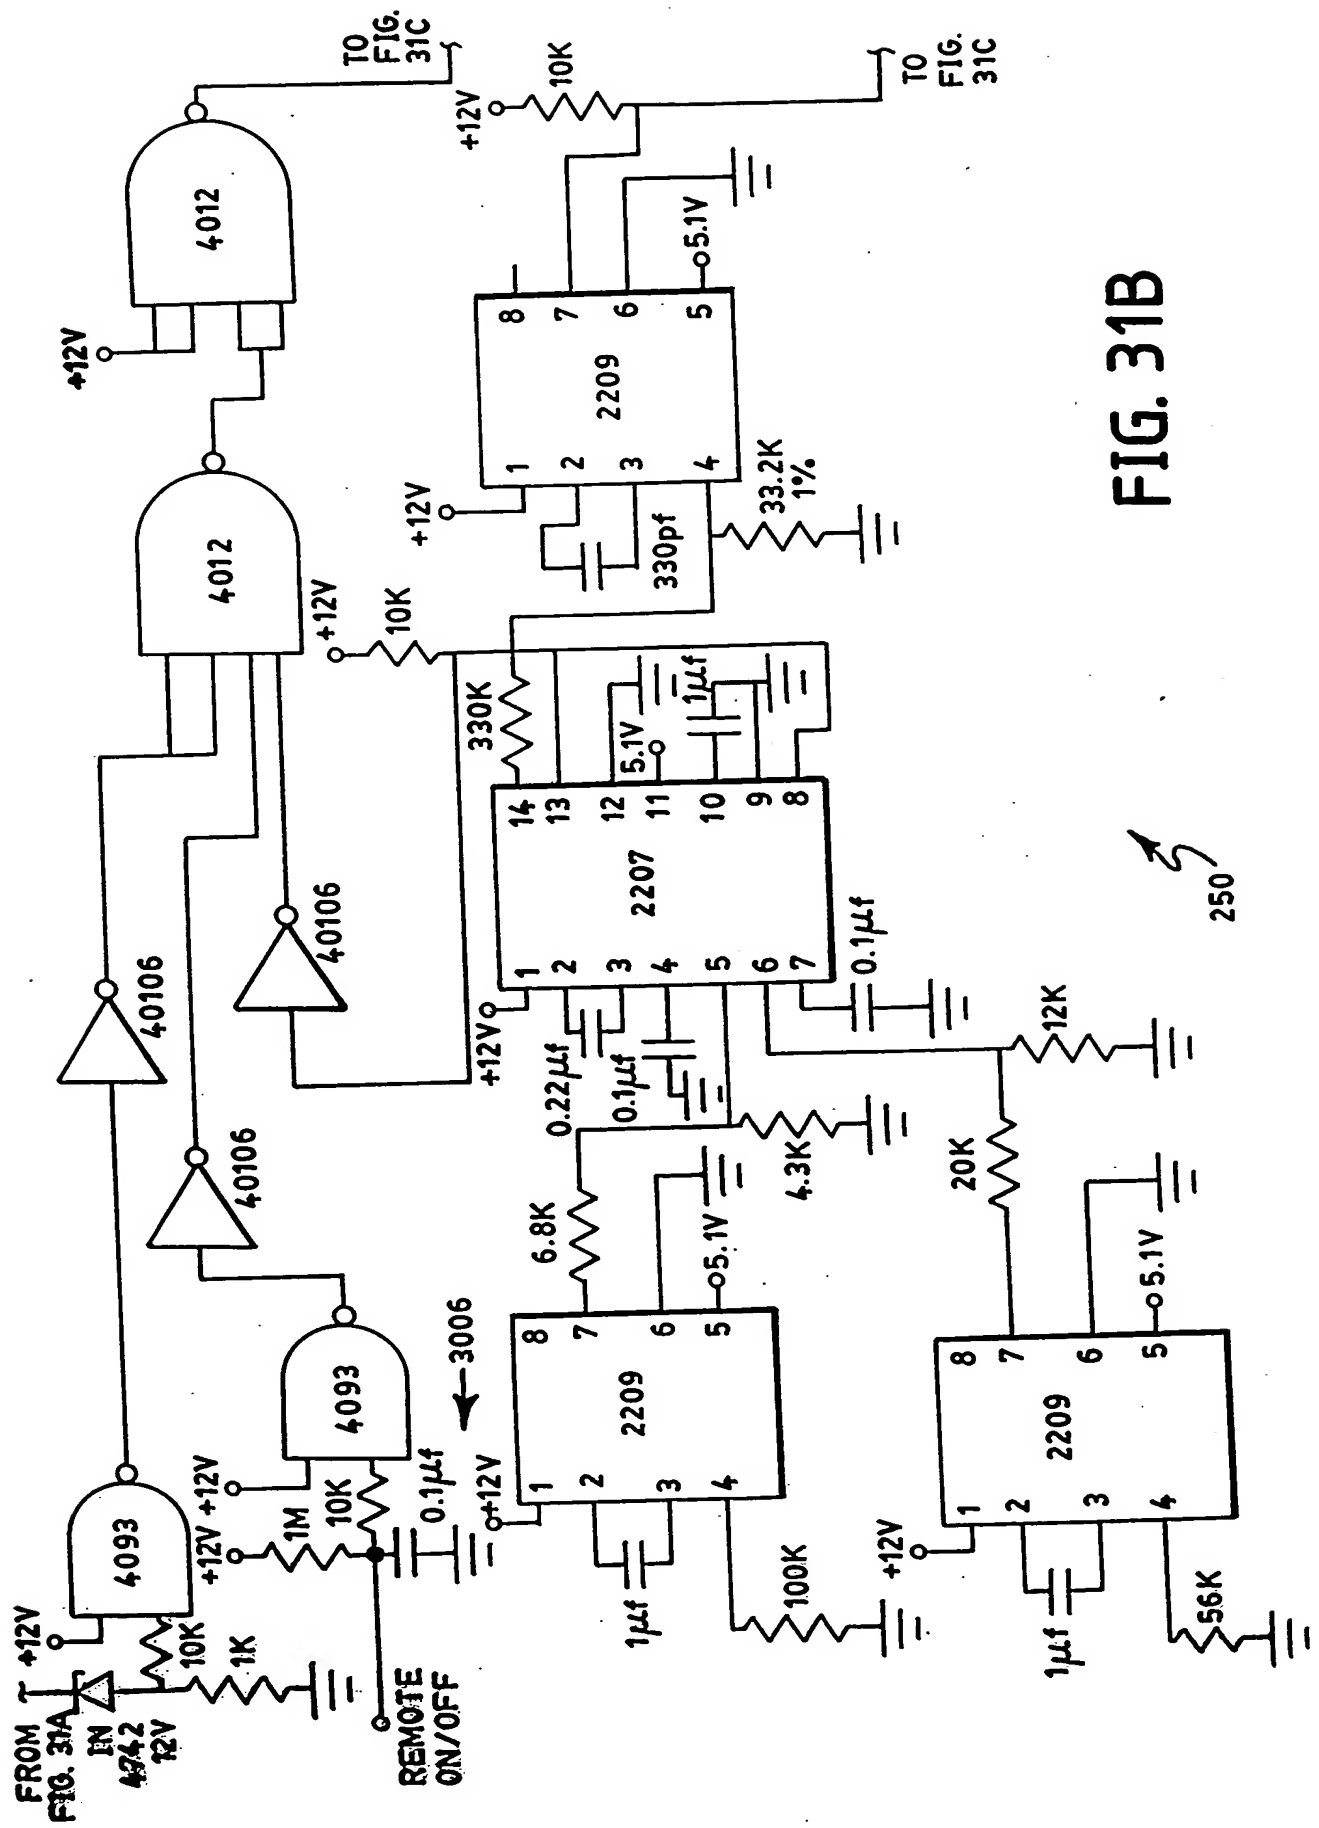 FROM
FIG. 31A
IN
4742
12V
+12V
4093
10K
1K
REMOTE
ON/OFF
+12V
1M
+12V
10K
0.1µf
4093
3006
40106
40106
40106
4012
+12V
4012
TO
FIG.
31C
+12V
10K
+12V
1
2
3
4
2209
8
7
6
5
1µf
100K
5.1V
6.8K
4.3K
+12V
1
2
3
4
2209
8
7
6
5
1µf
56K
5.1V
20K
12K
+12V
0.22µf
0.1µf
0.1µf
1
2
3
4
5
6
7
2207
14
13
12
11
10
9
8
330K
5.1V
1µf
+12V
330pf
33.2K
1%
1
2
3
4
2209
8
7
6
5
5.1V
+12V
10K
TO
FIG.
31C
250
FIG. 31B